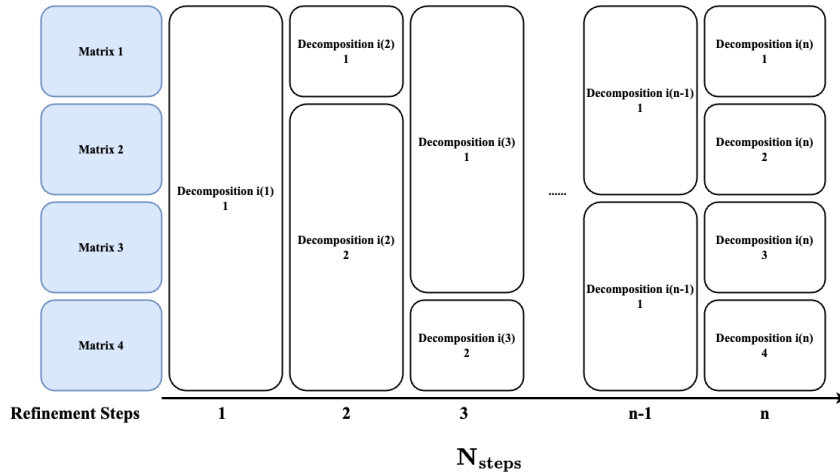 Matrix 1
Matrix 2
Matrix 3
Matrix 4
Decomposition i(1)
1
Decomposition i(2)
1
Decomposition i(2)
2
Decomposition i(3)
1
Decomposition i(3)
2
......
Decomposition i(n-1)
1
Decomposition i(n-1)
1
Decomposition i(n)
1
Decomposition i(n)
2
Decomposition i(n)
3
Decomposition i(n)
4
Refinement Steps 1 2 3 n-1 n
N_steps